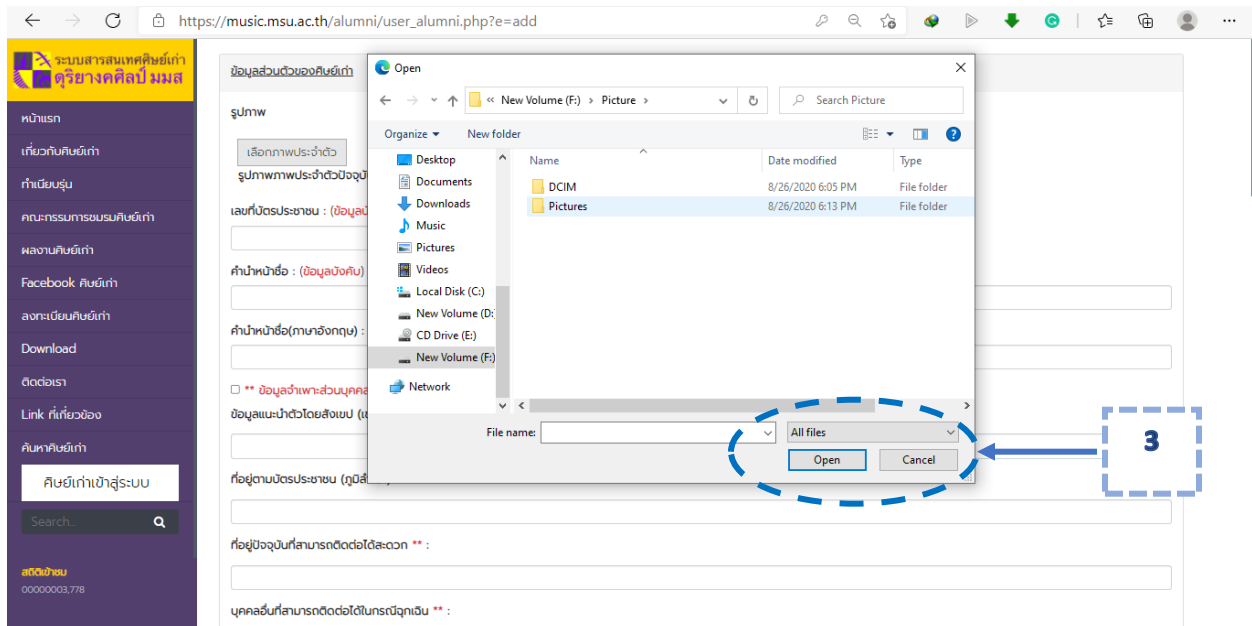 https://music.msu.ac.th/alumni/user_alumni.php?e=add
ระบบสารสนเทศศิษย์เก่า
ดุริยางคศิลป์ มมส
หน้าแรก
เกี่ยวกับศิษย์เก่า
ทำเนียบรุ่น
คณะกรรมการชมรมศิษย์เก่า
ผลงานศิษย์เก่า
Facebook ศิษย์เก่า
ลงทะเบียนศิษย์เก่า
Download
ติดต่อเรา
Link ที่เกี่ยวข้อง
ค้นหาศิษย์เก่า
ศิษย์เก่าเข้าสู่ระบบ
Search..
สถิติเข้าชม
00000003,778
ข้อมูลส่วนตัวของศิษย์เก่า
รูปภาพ
เลือกภาพประจำตัว
รูปภาพภาพประจำตัวปัจจุบั
เลขที่บัตรประชาชน : (ข้อมูลบั
คำนำหน้าชื่อ : (ข้อมูลบังคับ)
คำนำหน้าชื่อ(ภาษาอังกฤษ) :
** ข้อมูลจำเพาะส่วนบุคคล
ข้อมูลแนะนำตัวโดยสังเขป (เ
ที่อยู่ตามบัตรประชาชน (ภูมิลำ
ที่อยู่ปัจจุบันที่สามารถติดต่อได้สะดวก ** :
บุคคลอื่นที่สามารถติดต่อได้ในกรณีฉุกเฉิน ** :
Open
« New Volume (F:) › Picture ›
Search Picture
Organize
New folder
Desktop
Documents
Downloads
Music
Pictures
Videos
Local Disk (C:)
New Volume (D:
CD Drive (E:)
New Volume (F:)
Network
Name Date modified Type
DCIM 8/26/2020 6:05 PM File folder
Pictures 8/26/2020 6:13 PM File folder
File name:
All files
Open
Cancel
3